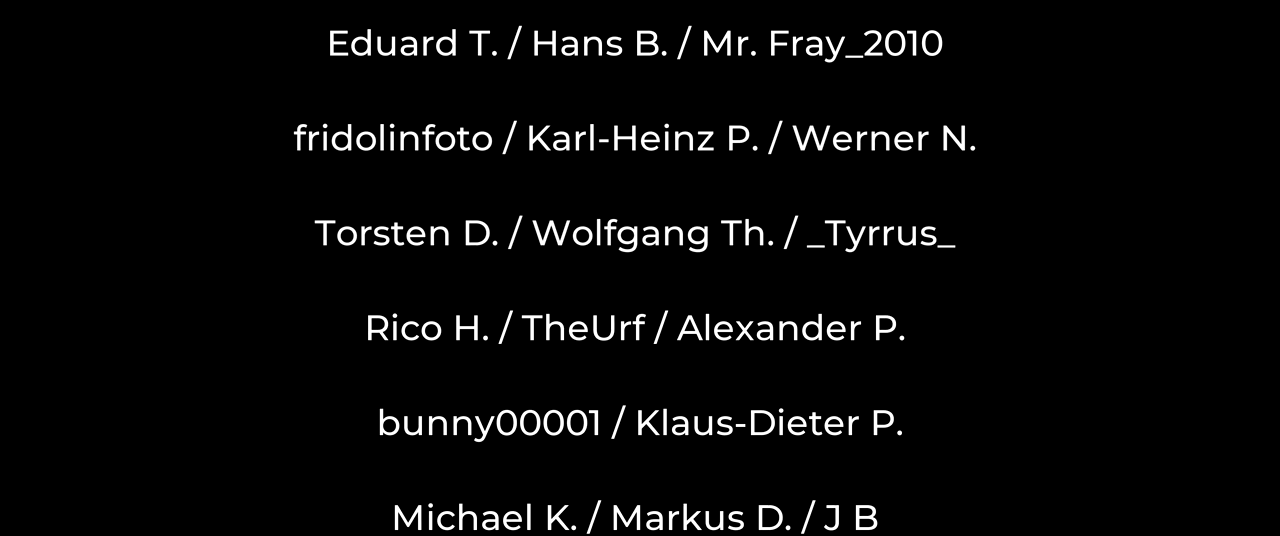 Eduard T. / Hans B. / Mr. Fray_2010
fridolinfoto / Karl-Heinz P. / Werner N.
Torsten D. / Wolfgang Th. / _Tyrrus_
Rico H. / TheUrf / Alexander P.
bunny00001 / Klaus-Dieter P.
Michael K. / Markus D. / J B